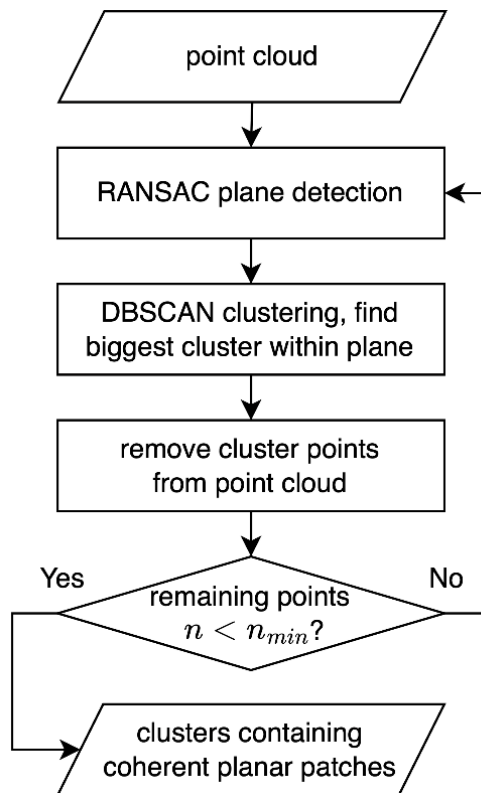 point cloud
RANSAC plane detection
DBSCAN clustering, find
biggest cluster within plane
remove cluster points
from point cloud
Yes
No
remaining points
n < n_min?
clusters containing
coherent planar patches